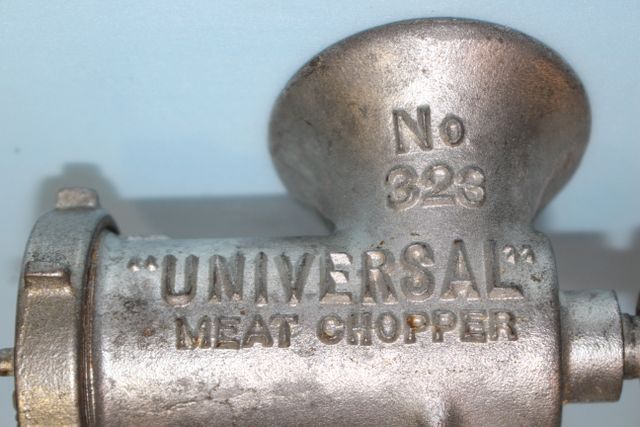 No
323
"UNIVERSAL"
MEAT CHOPPER